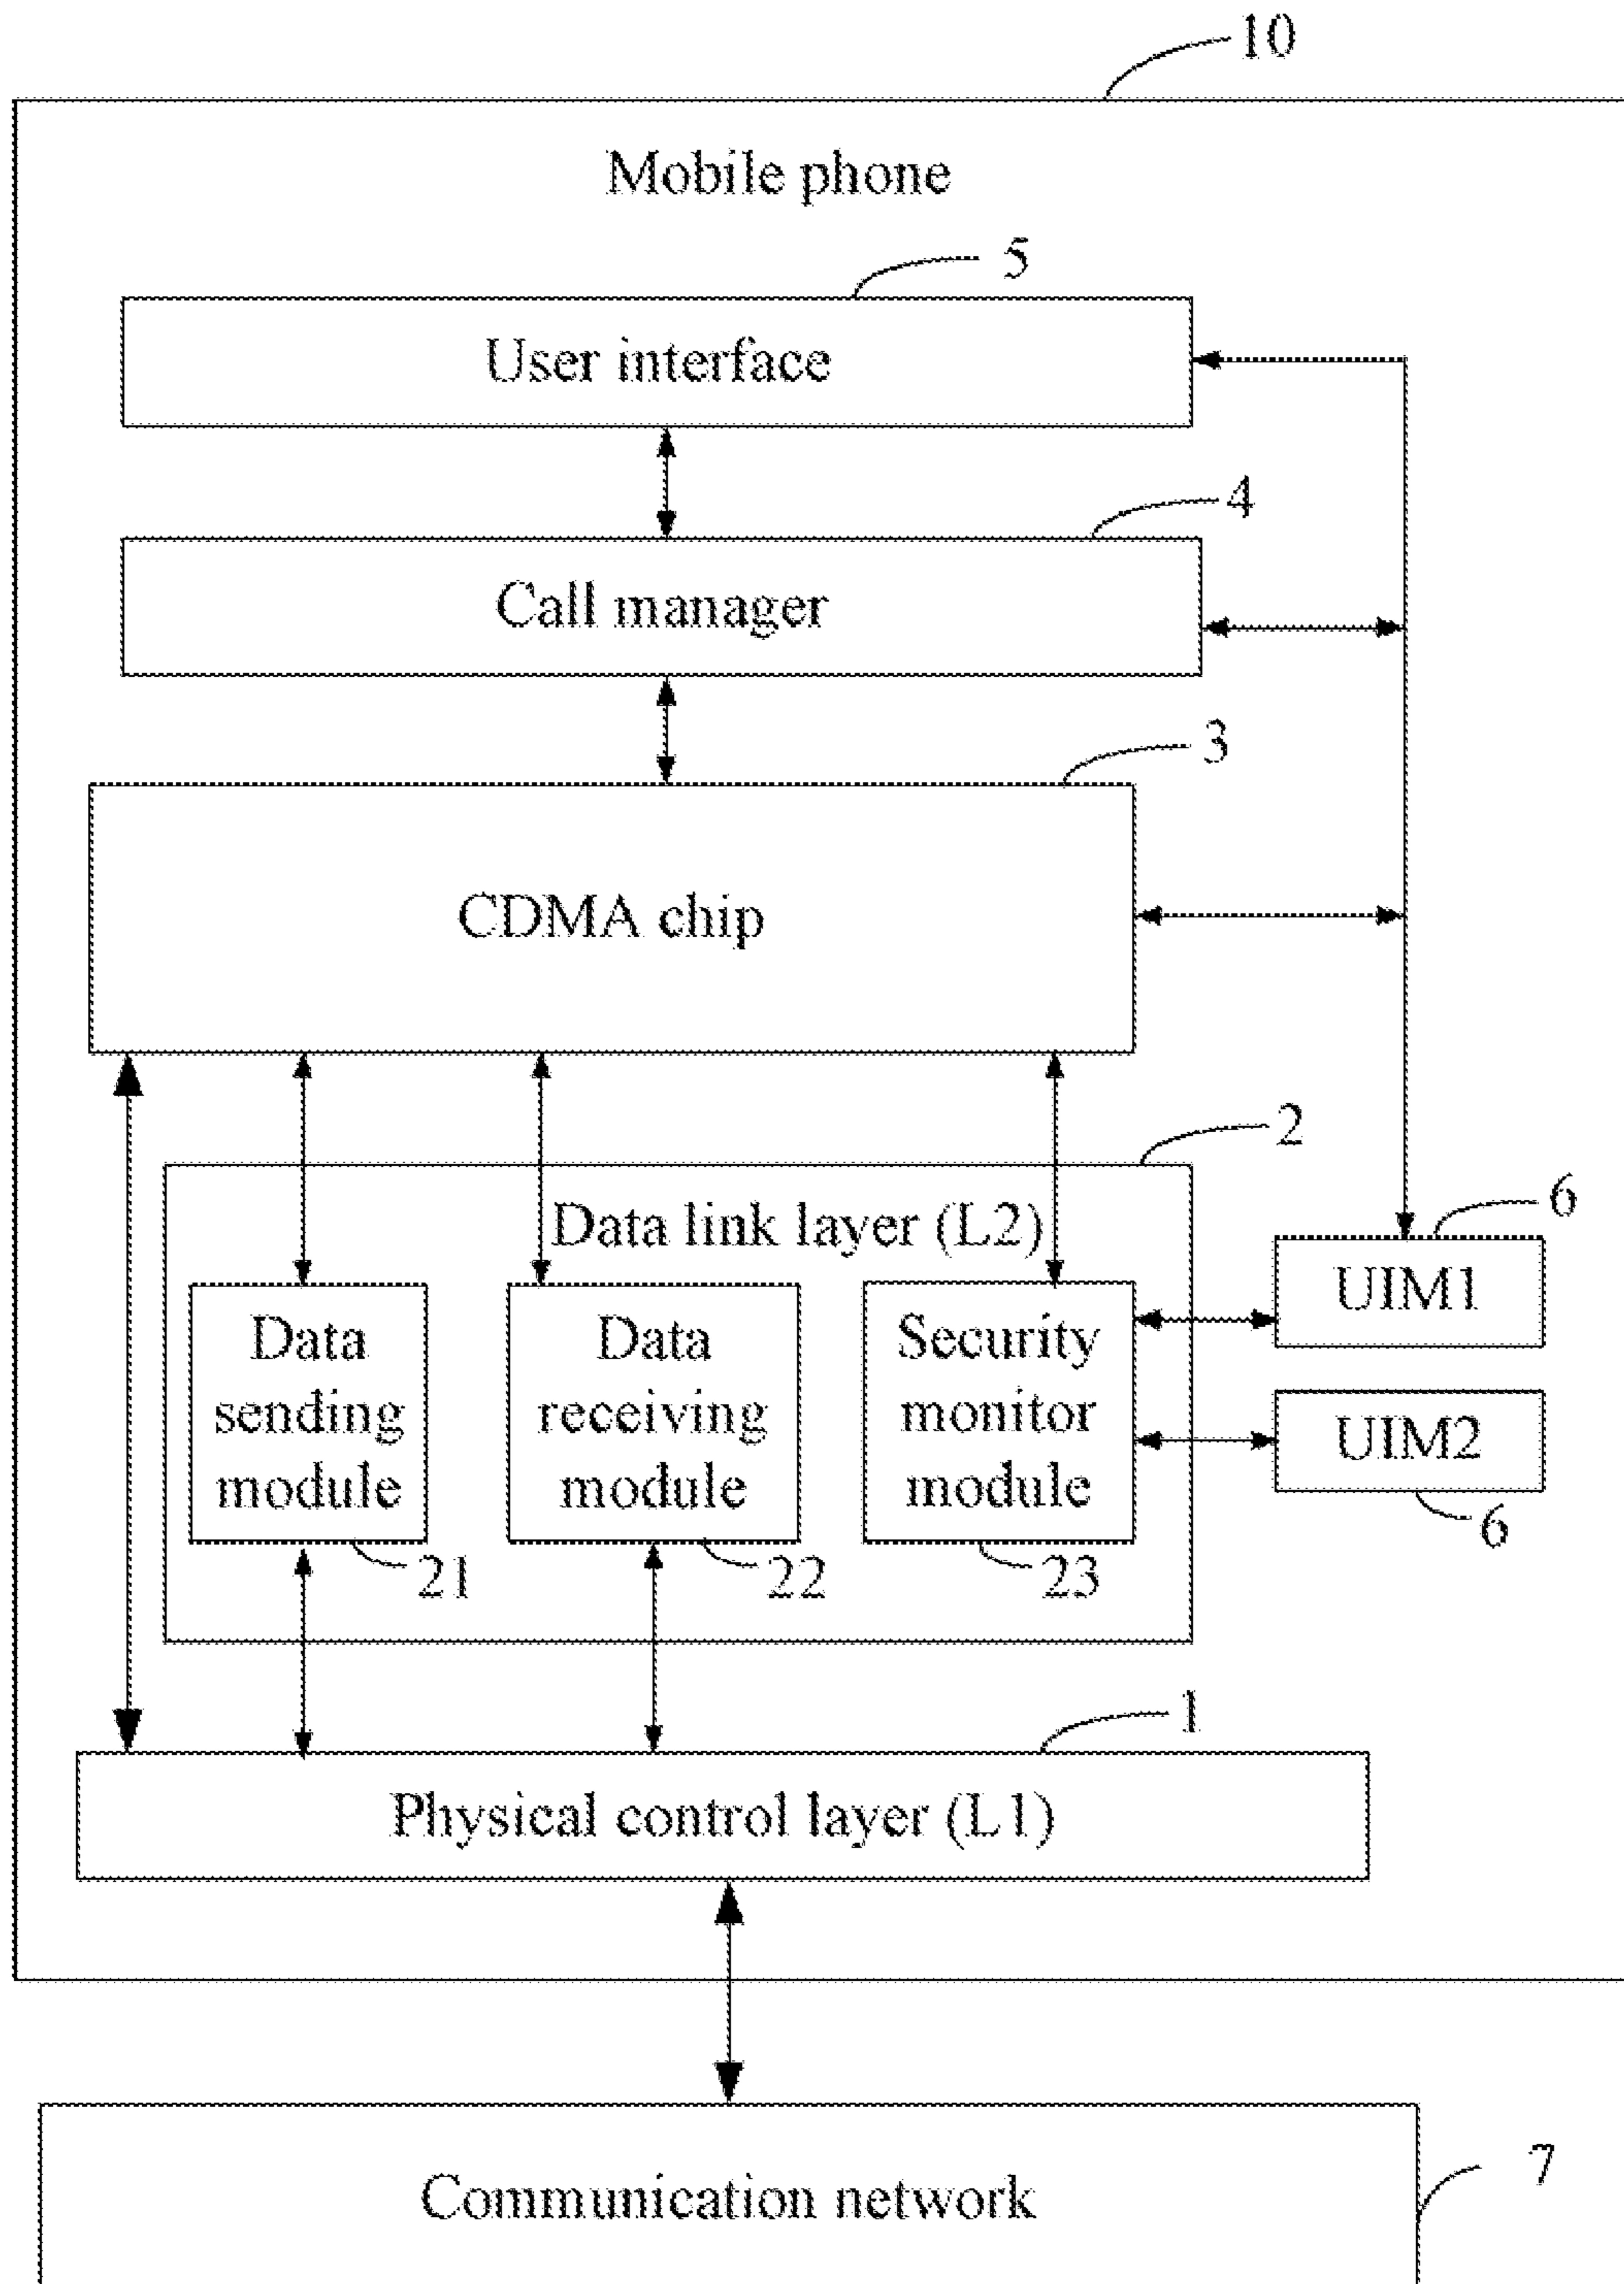 10
Mobile phone
5
User interface
4
Call manager
3
CDMA chip
2
Data link layer (L2)
6
UIM1
Data
sending
module
Data
receiving
module
Security
monitor
module
UIM2
6
21
22
23
1
Physical control layer (L1)
7
Communication network